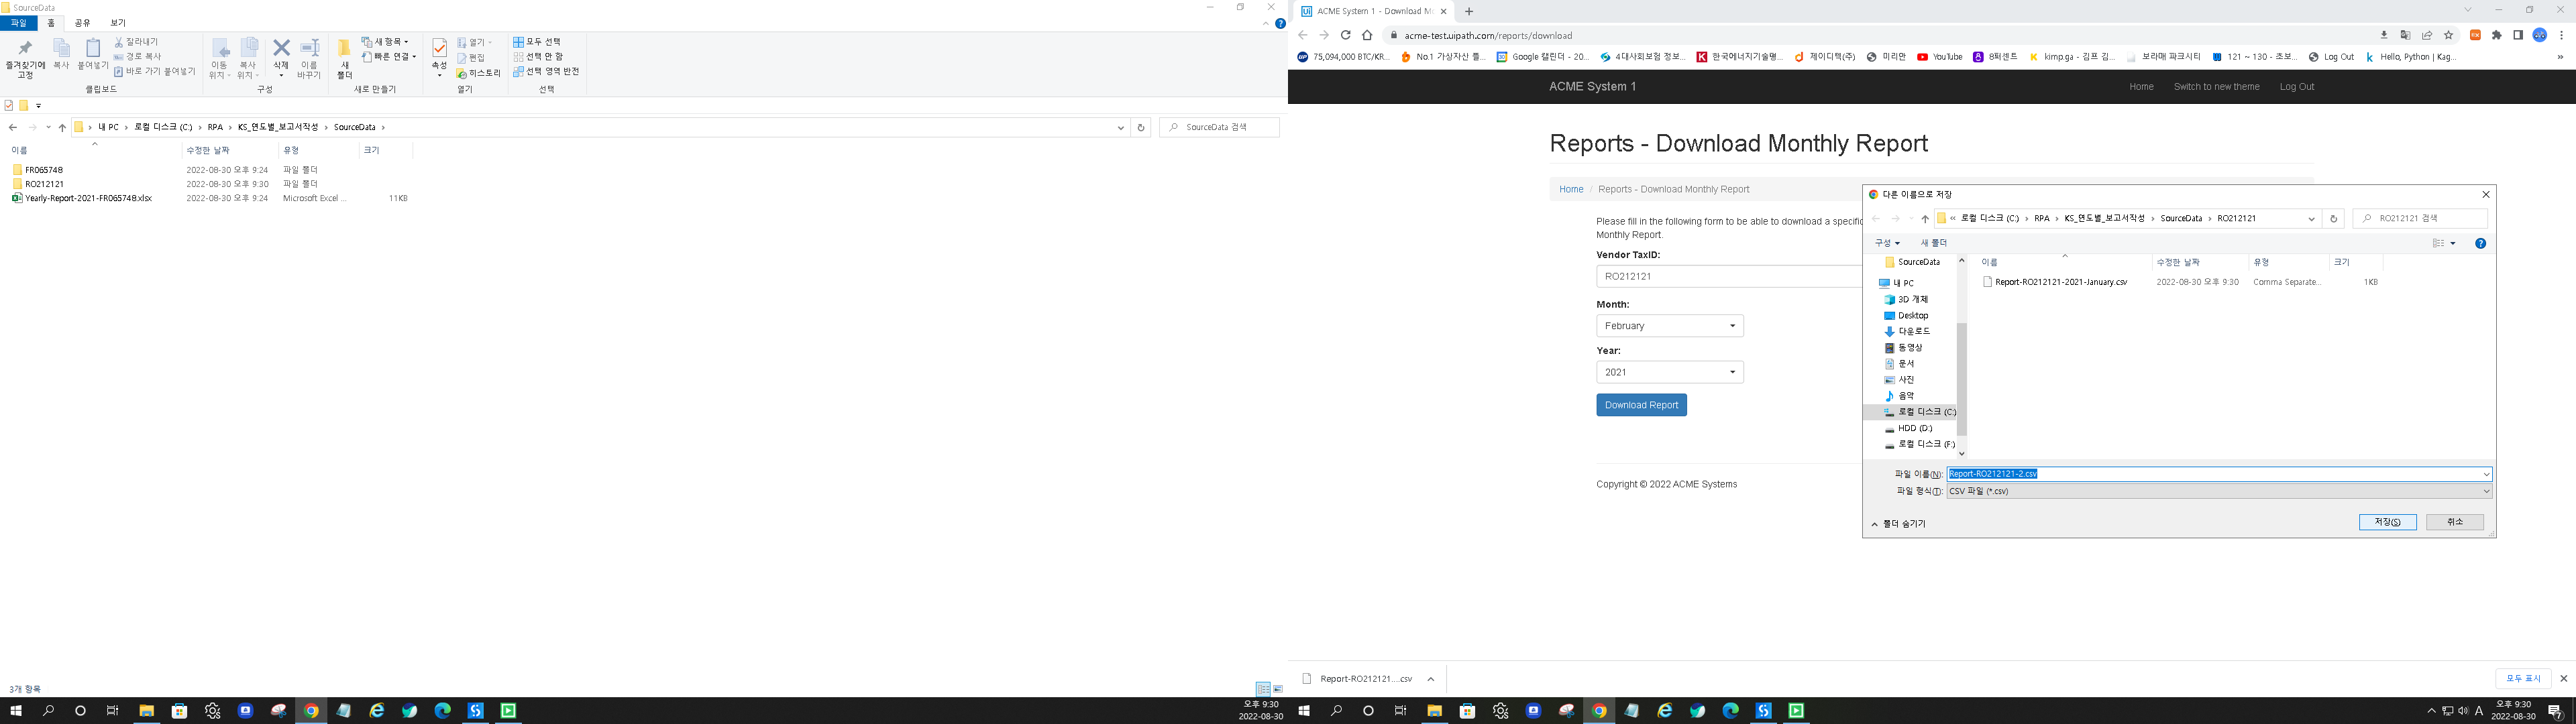 SourceData
파일 홈 공유 보기
즐겨찾기에 고정
복사
붙여넣기
잘라내기
경로 복사
바로 가기 붙여넣기
클립보드
이동 위치
복사 위치
삭제
이름 바꾸기
구성
새 폴더
새 항목
빠른 연결
새로 만들기
속성
열기
편집
히스토리
열기
모두 선택
선택 안 함
선택 영역 반전
선택
내 PC 로컬 디스크 (C:) RPA KS_연도별_보고서작성 SourceData
SourceData 검색
이름 수정한 날짜 유형 크기
FR065748 2022-08-30 오후 9:24 파일 폴더
RO212121 2022-08-30 오후 9:30 파일 폴더
Yearly-Report-2021-FR065748.xlsx 2022-08-30 오후 9:24 Microsoft Excel ... 11KB
3개 항목
오후 9:30
2022-08-30
Ui ACME System 1 - Download Mo
acme-test.uipath.com/reports/download
75,094,000 BTC/KR... No.1 가상자산 플... Google 캘린더 - 20... 4대사회보험 정보... 한국에너지기술평... 제이디텍(주) 미리만 YouTube 8퍼센트 kimp.ga - 김프 김... 보라매 파크시티 121 ~ 130 - 초보... Log Out Hello, Python | Kag... »
ACME System 1 Home Switch to new theme Log Out
Reports - Download Monthly Report
Home / Reports - Download Monthly Report
Please fill in the following form to be able to download a specific
Monthly Report.
Vendor TaxID:
RO212121
Month:
February
Year:
2021
Download Report
Copyright © 2022 ACME Systems
다른 이름으로 저장
« 로컬 디스크 (C:) RPA KS_연도별_보고서작성 SourceData RO212121
RO212121 검색
구성 새 폴더
SourceData
내 PC
3D 개체
Desktop
다운로드
동영상
문서
사진
음악
로컬 디스크 (C:)
HDD (D:)
로컬 디스크 (F:)
이름 수정한 날짜 유형 크기
Report-RO212121-2021-January.csv 2022-08-30 오후 9:30 Comma Separate... 1KB
파일 이름(N): Report-RO212121-2.csv
파일 형식(T): CSV 파일 (*.csv)
폴더 숨기기
저장(S) 취소
Report-RO212121....csv
모두 표시
A
오후 9:30
2022-08-30